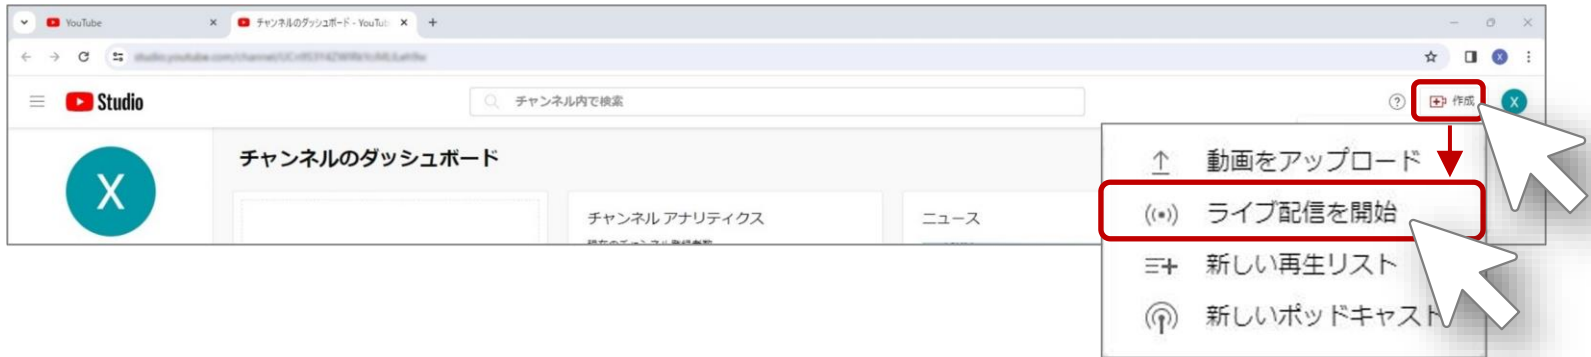 YouTube
チャンネルのダッシュボード - YouTub
Studio
チャンネル内で検索
作成
X
X
チャンネルのダッシュボード
チャンネル アナリティクス
ニュース
動画をアップロード
ライブ配信を開始
新しい再生リスト
新しいポッドキャスト